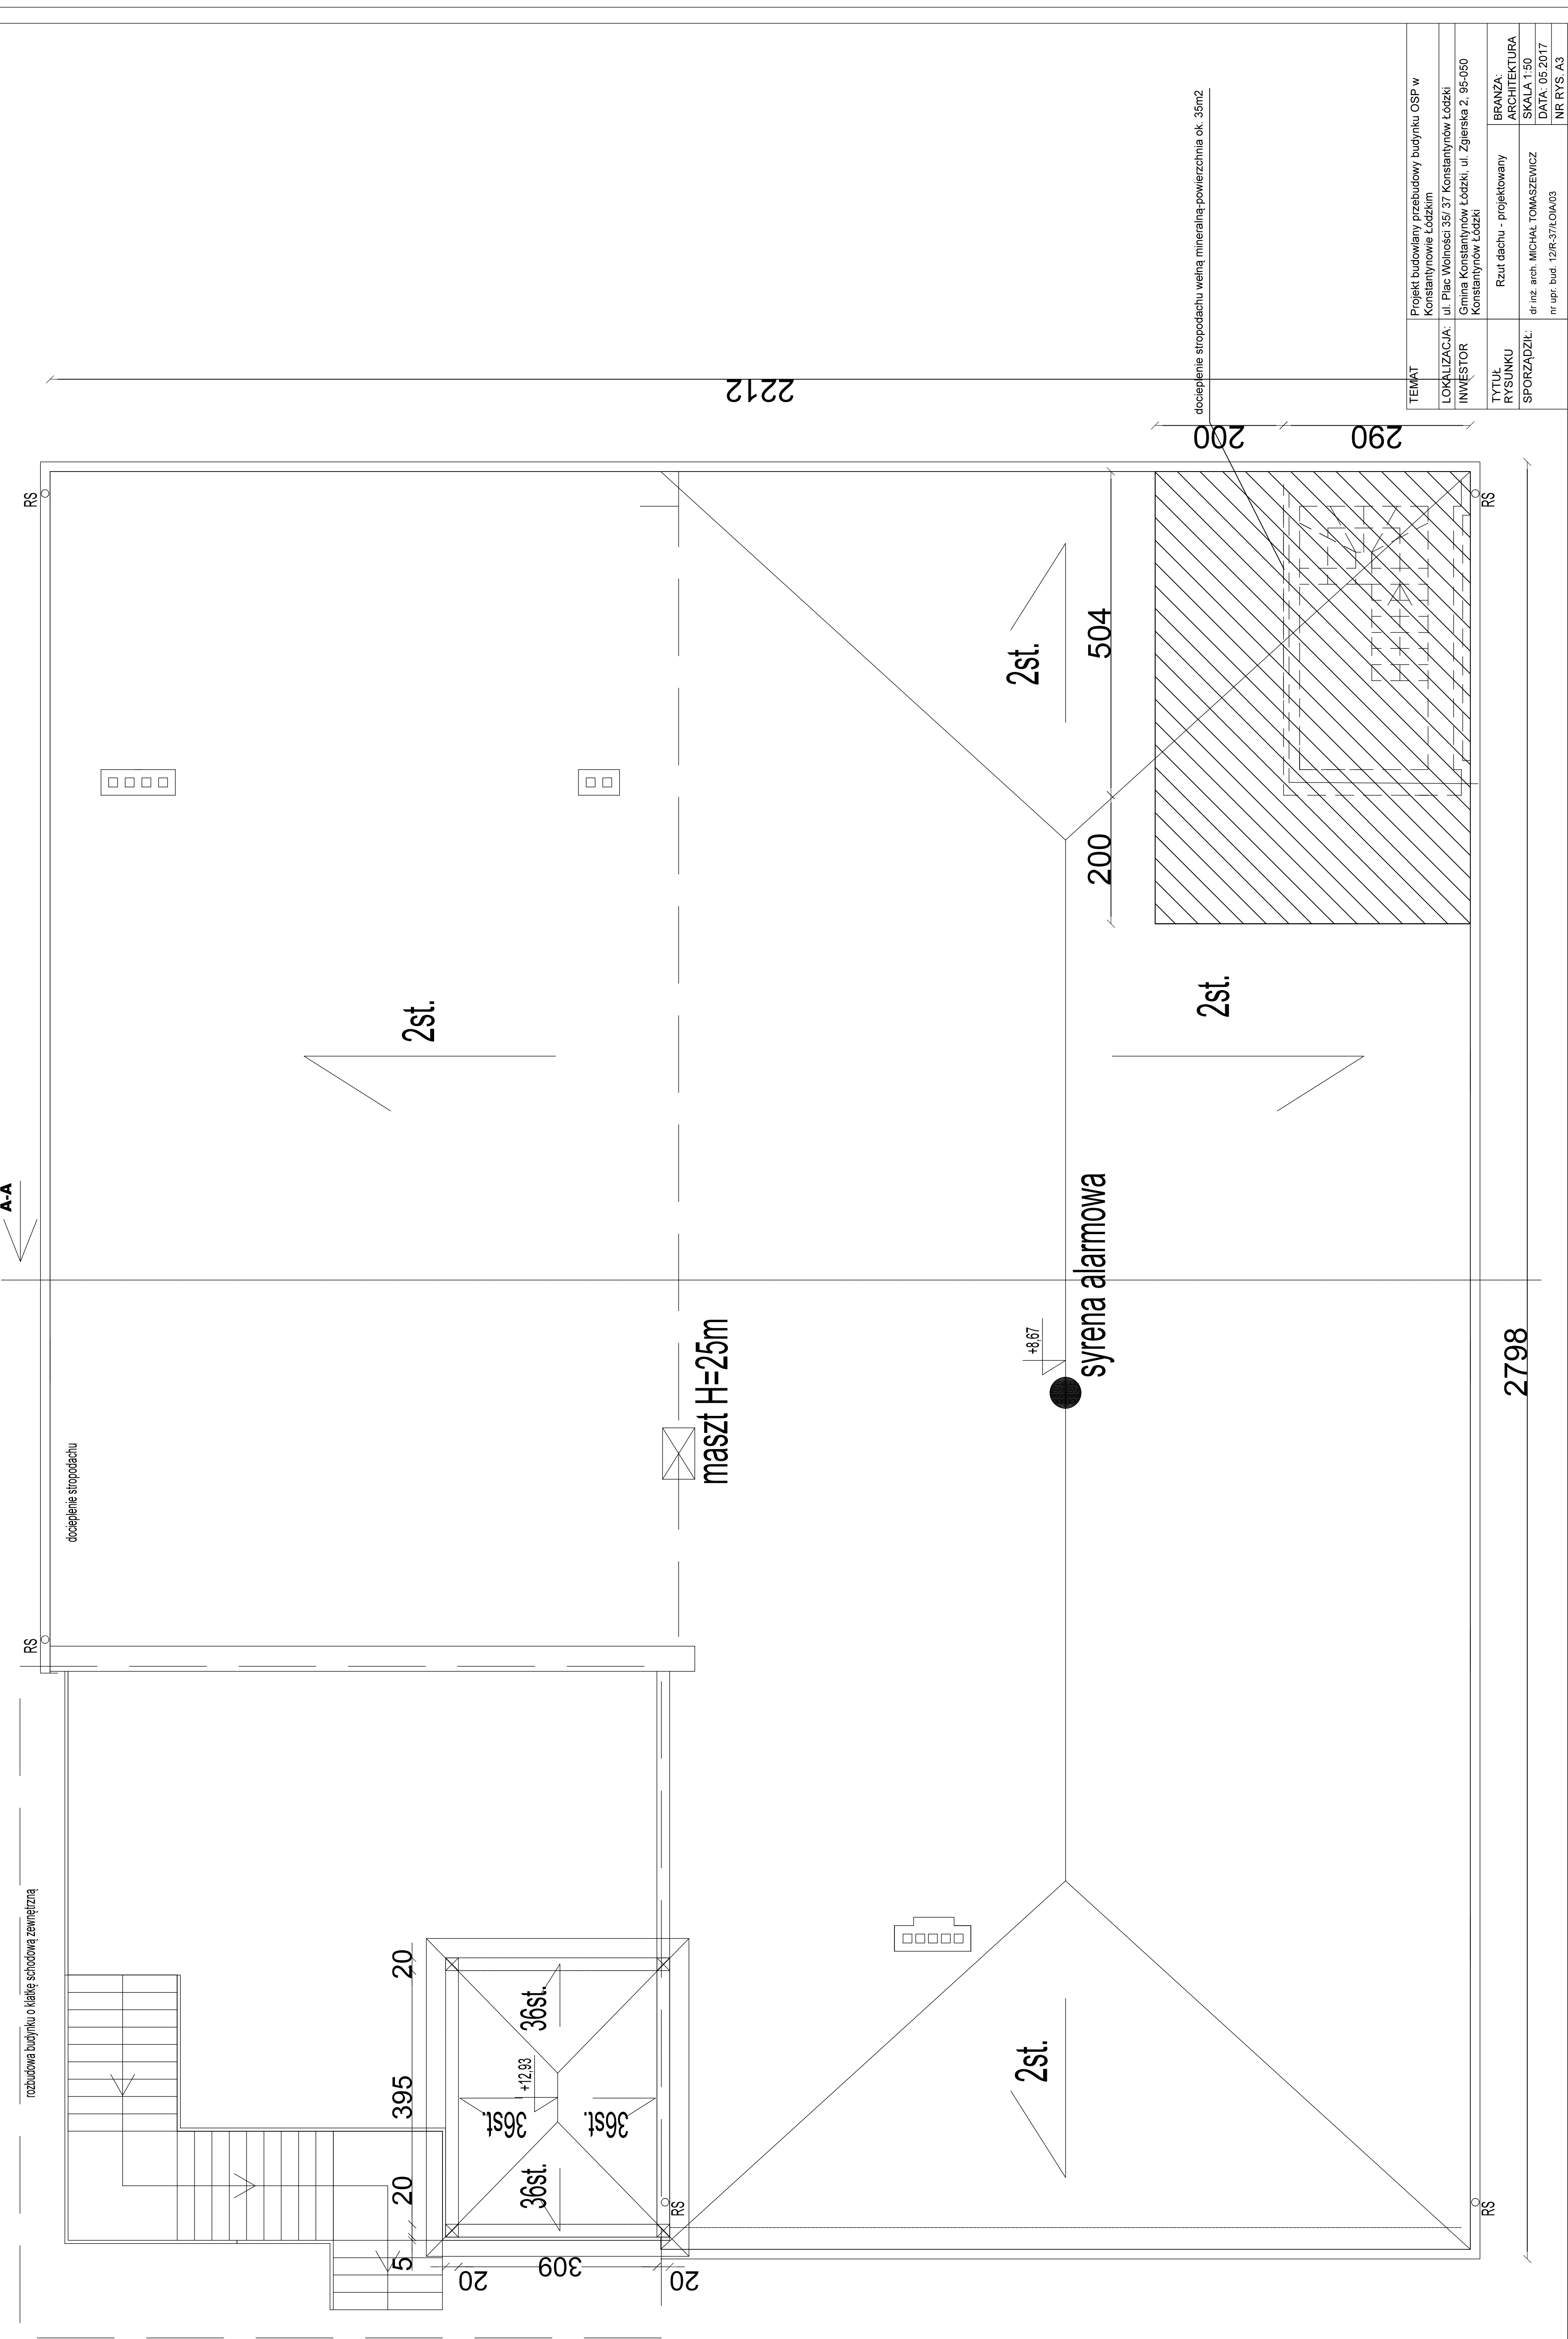 A-A
RS
RS
docieplenie stropodachu
rozbudowa budynku o klatkę schodową zewnętrzną
2st.
maszt H=25m
2212
20
395
20
5
36st.
36st.
36st.
36st.
+12,93
20
309
20
RS
2st.
504
200
2st.
+8,67
syrena alarmowa
2st.
2st.
docieplenie stropodachu wełną mineralną-powierzchnia ok. 35m2
200
290
RS
RS
2798
TEMAT
Projekt budowlany przebudowy budynku OSP w
Konstantynowie Łódzkim
LOKALIZACJA:
ul. Plac Wolności 35/ 37 Konstantynów Łódzki
INWESTOR
Gmina Konstantynów Łódzki, ul. Zgierska 2, 95-050
Konstantynów Łódzki
TYTUŁ
RYSUNKU
Rzut dachu - projektowany
BRANŻA:
ARCHITEKTURA
SPORZĄDZIŁ:
dr inż. arch. MICHAŁ TOMASZEWICZ
nr upr. bud. 12/R-37/ŁOIA/03
SKALA 1:50
DATA: 05.2017
NR RYS. A3